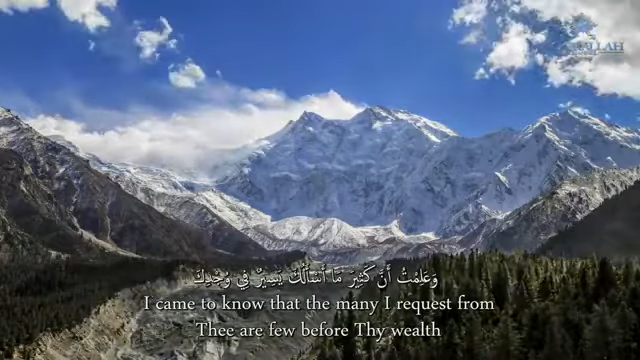 وَعَلِمْتُ أَنَّ كَثِيرَ مَا أَسْأَلُكَ يَسِيرٌ فِي وُجْدِكَ
I came to know that the many I request from
Thee are few before Thy wealth